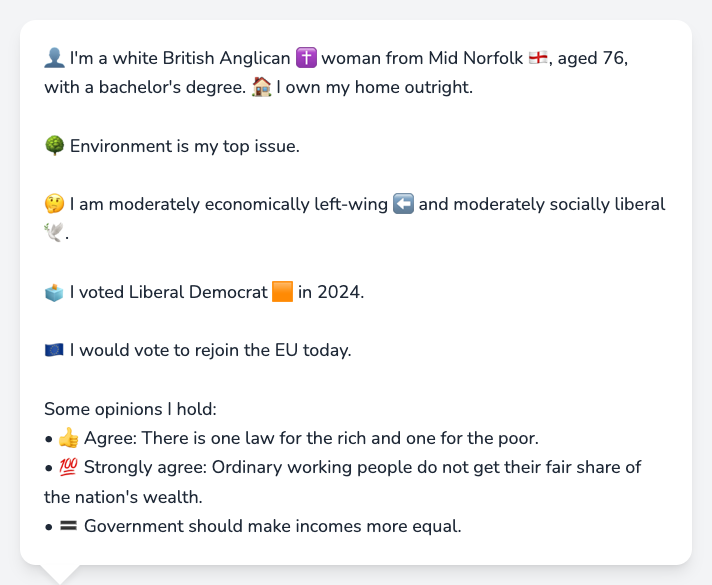 👤 I'm a white British Anglican ✝️ woman from Mid Norfolk 🏴󠁧󠁢󠁥󠁮󠁧󠁿, aged 76,
with a bachelor's degree. 🏠 I own my home outright.
🌳 Environment is my top issue.
🤔 I am moderately economically left-wing ⬅️ and moderately socially liberal
🕊️.
🗳️ I voted Liberal Democrat 🟧 in 2024.
🇪🇺 I would vote to rejoin the EU today.
Some opinions I hold:
• 👍 Agree: There is one law for the rich and one for the poor.
• 💯 Strongly agree: Ordinary working people do not get their fair share of
the nation's wealth.
• 🟰 Government should make incomes more equal.